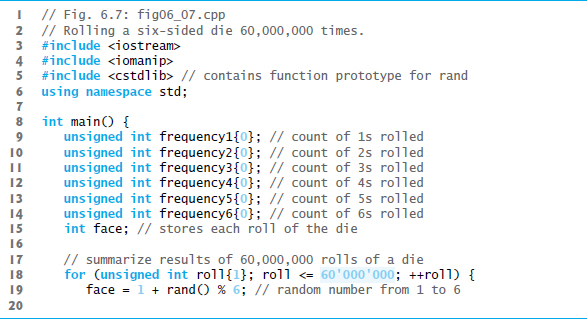 1 // Fig. 6.7: fig06_07.cpp
2 // Rolling a six-sided die 60,000,000 times.
3 #include <iostream>
4 #include <iomanip>
5 #include <cstdlib> // contains function prototype for rand
6 using namespace std;
7
8 int main() {
9 unsigned int frequency1{0}; // count of 1s rolled
10 unsigned int frequency2{0}; // count of 2s rolled
11 unsigned int frequency3{0}; // count of 3s rolled
12 unsigned int frequency4{0}; // count of 4s rolled
13 unsigned int frequency5{0}; // count of 5s rolled
14 unsigned int frequency6{0}; // count of 6s rolled
15 int face; // stores each roll of the die
16
17 // summarize results of 60,000,000 rolls of a die
18 for (unsigned int roll{1}; roll <= 60'000'000; ++roll) {
19 face = 1 + rand() % 6; // random number from 1 to 6
20